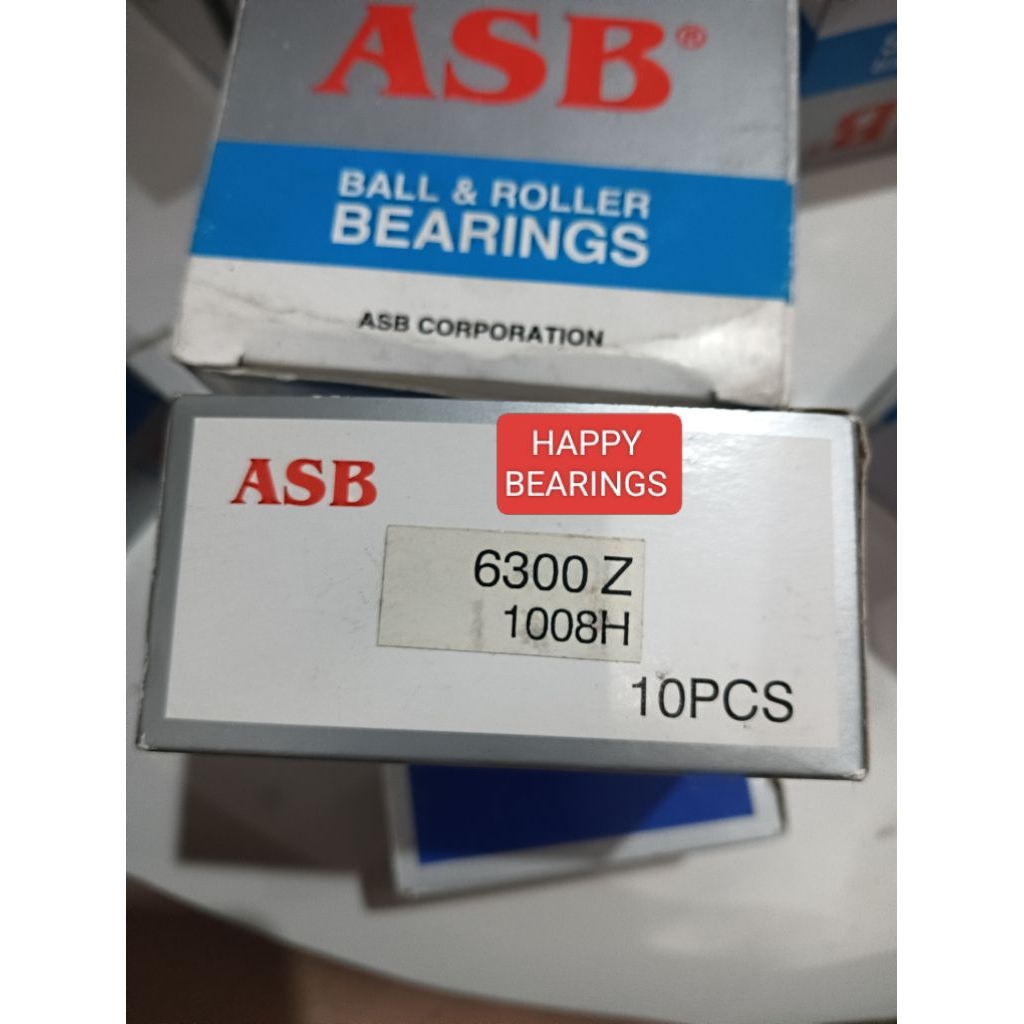 ASB®
BALL & ROLLER
BEARINGS
ASB CORPORATION
HAPPY
BEARINGS
ASB
6300 Z
1008H
10PCS